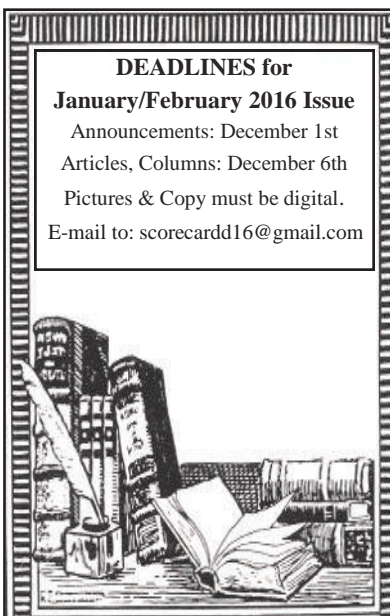 DEADLINES for
January/February 2016 Issue
Announcements: December 1st
Articles, Columns: December 6th
Pictures & Copy must be digital.
E-mail to: scorecardd16@gmail.com